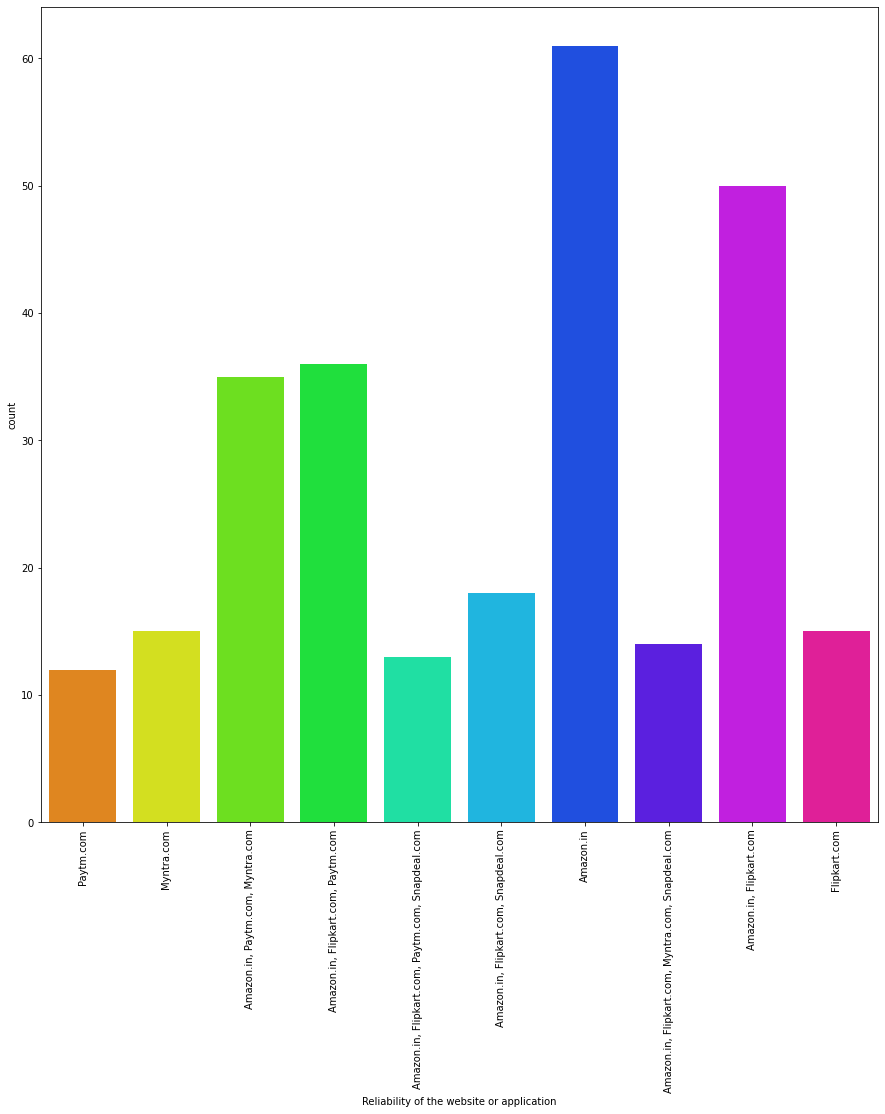 60
50
40
30
20
10
0
count
Paytm.com
Myntra.com
Amazon.in, Paytm.com, Myntra.com
Amazon.in, Flipkart.com, Paytm.com
Amazon.in, Flipkart.com, Paytm.com, Snapdeal.com
Amazon.in, Flipkart.com, Snapdeal.com
Amazon.in
Amazon.in, Flipkart.com, Myntra.com, Snapdeal.com
Amazon.in, Flipkart.com
Flipkart.com
Reliability of the website or application